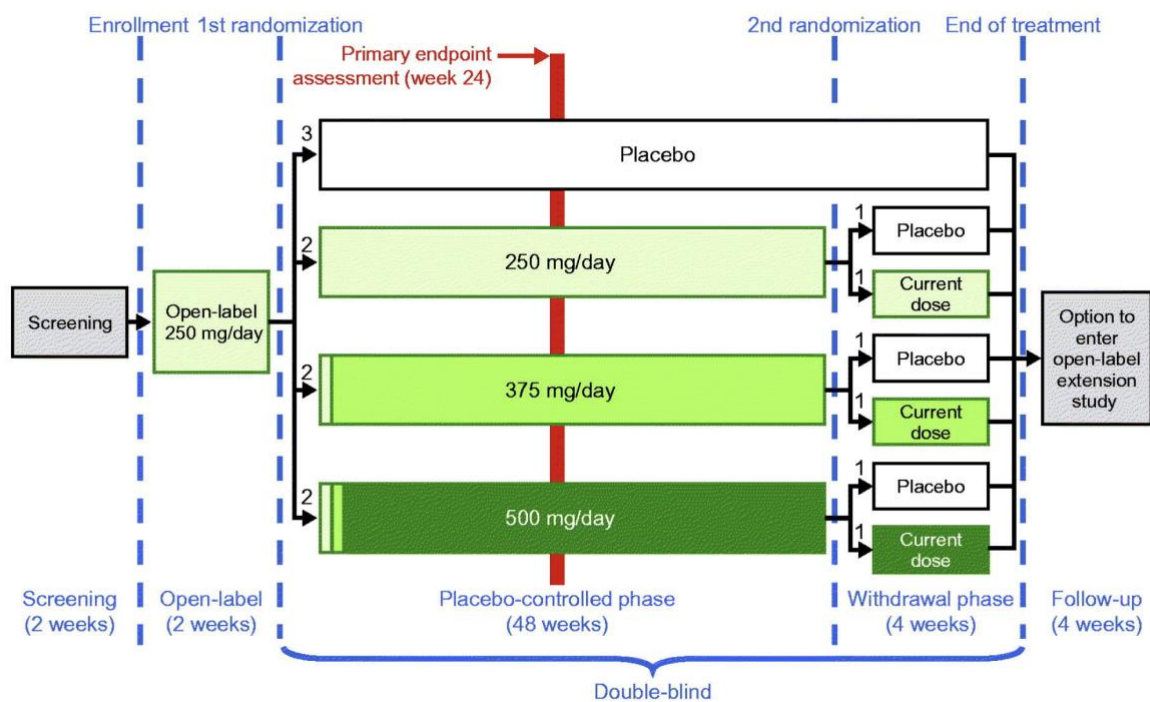 Enrollment 1st randomization
2nd randomization
End of treatment
Primary endpoint
assessment (week 24)
3
Placebo
2
250 mg/day
1
Placebo
1
Current
dose
Screening
Open-label
250 mg/day
2
375 mg/day
1
Placebo
1
Current
dose
Option to
enter
open-label
extension
study
2
500 mg/day
1
Placebo
1
Current
dose
Screening
(2 weeks)
Open-label
(2 weeks)
Placebo-controlled phase
(48 weeks)
Withdrawal phase
(4 weeks)
Follow-up
(4 weeks)
Double-blind